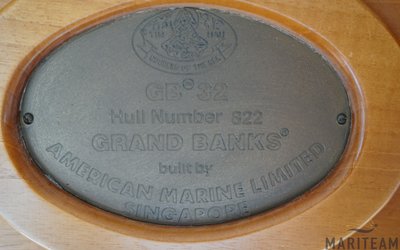 GB® 32
Hull Number 822
GRAND BANKS®
built by
AMERICAN MARINE LIMITED
SINGAPORE
MARITEAM